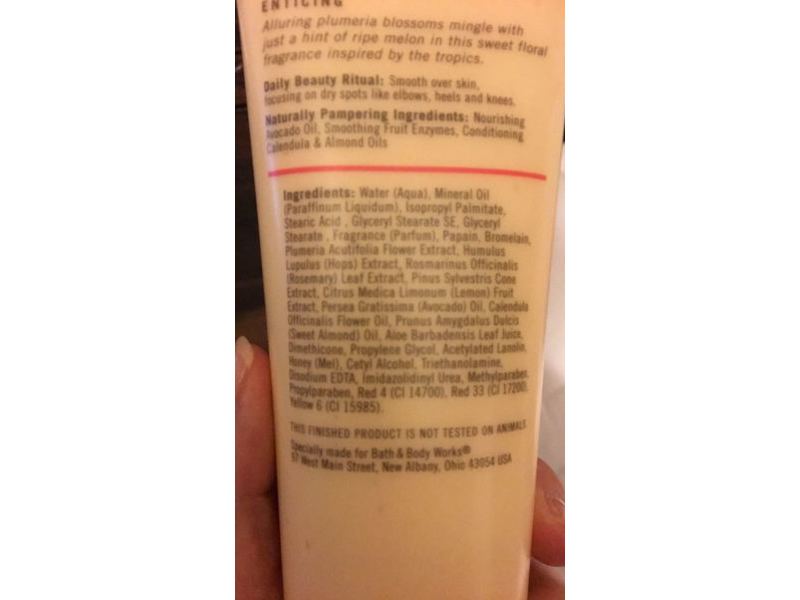 ENTICING
Alluring plumeria blossoms mingle with
just a hint of ripe melon in this sweet floral
fragrance inspired by the tropics.
Daily Beauty Ritual: Smooth over skin,
focusing on dry spots like elbows, heels and knees.
Naturally Pampering Ingredients: Nourishing
Avocado Oil, Smoothing Fruit Enzymes, Conditioning
Calendula & Almond Oils
Ingredients: Water (Aqua), Mineral Oil
(Paraffinum Liquidum), Isopropyl Palmitate,
Stearic Acid , Glyceryl Stearate SE, Glyceryl
Stearate , Fragrance (Parfum), Papain, Bromelain,
Plumeria Acutifolia Flower Extract, Humulus
Lupulus (Hops) Extract, Rosmarinus Officinalis
(Rosemary) Leaf Extract, Pinus Sylvestris Cone
Extract, Citrus Medica Limonum (Lemon) Fruit
Extract, Persea Gratissima (Avocado) Oil, Calendula
Officinalis Flower Oil, Prunus Amygdalus Dulcis
(Sweet Almond) Oil, Aloe Barbadensis Leaf Juice,
Dimethicone, Propylene Glycol, Acetylated Lanolin,
Honey (Mel), Cetyl Alcohol, Triethanolamine,
Disodium EDTA, Imidazolidinyl Urea, Methylparaben,
Propylparaben, Red 4 (CI 14700), Red 33 (CI 17200),
Yellow 6 (CI 15985).
THIS FINISHED PRODUCT IS NOT TESTED ON ANIMALS.
Specially made for Bath & Body Works®
97 West Main Street, New Albany, Ohio 43054 USA